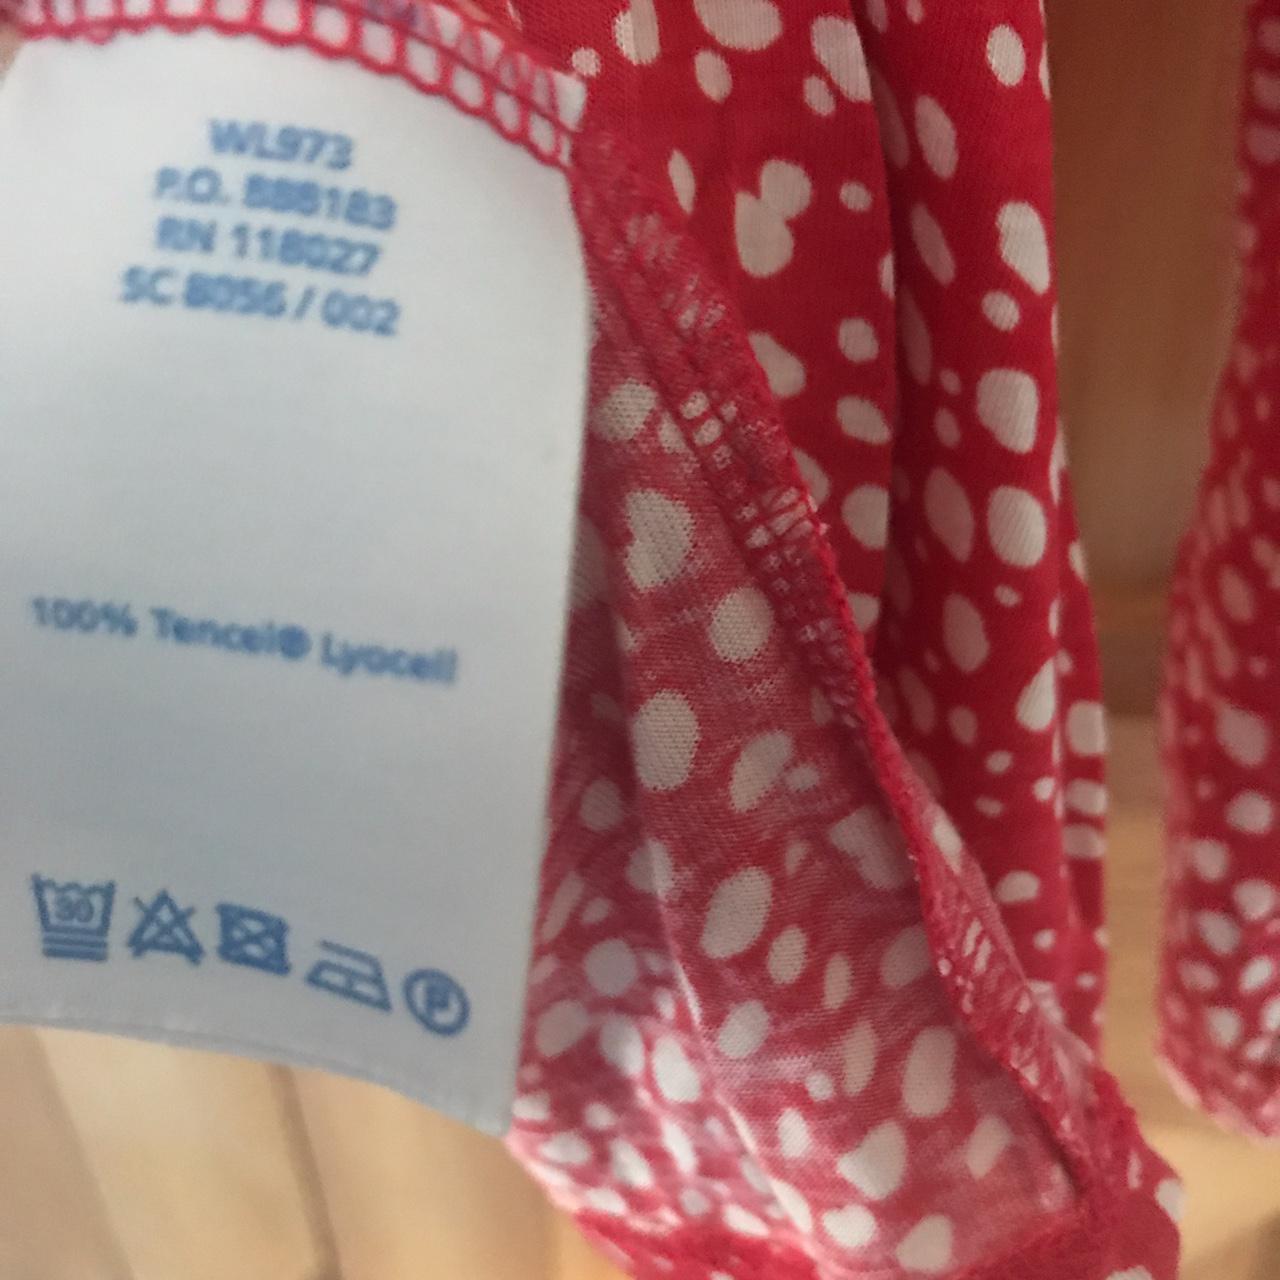 WL973
P.O. 888183
RN 118027
SC 8056 / 002
100% Tencel® Lyocell
30
P